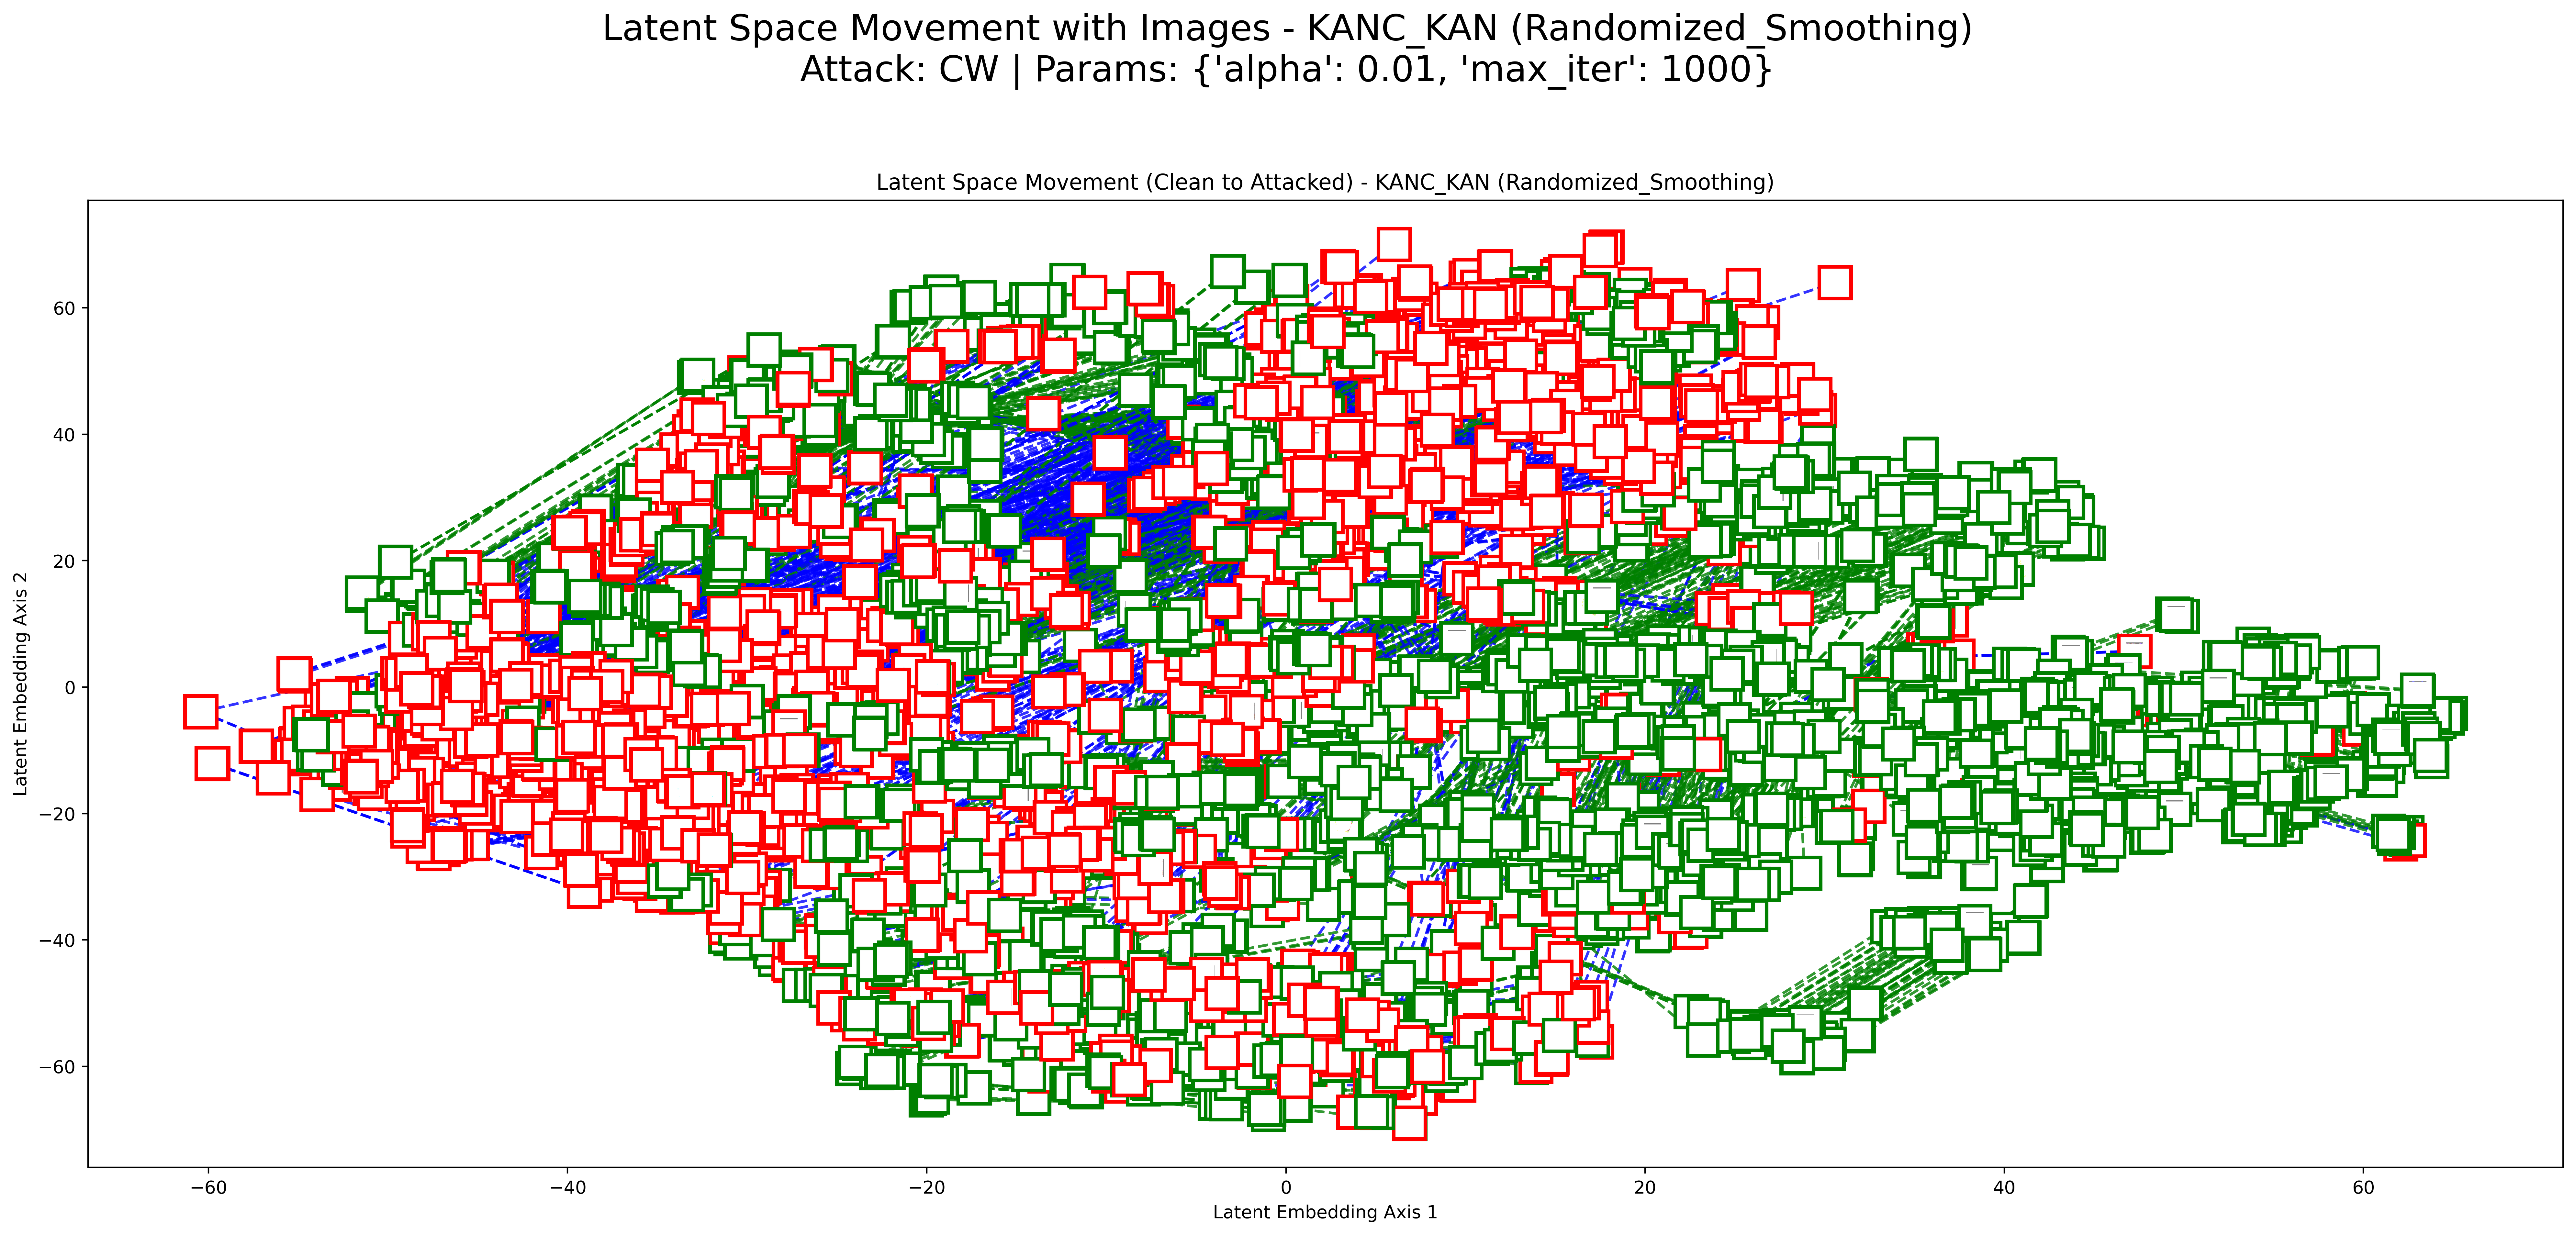 Latent Space Movement with Images - KANC_KAN (Randomized_Smoothing)
Attack: CW | Params: {'alpha': 0.01, 'max_iter': 1000}
Latent Space Movement (Clean to Attacked) - KANC_KAN (Randomized_Smoothing)
Latent Embedding Axis 2
60
40
20
0
−20
−40
−60
−60
−40
−20
0
20
40
60
Latent Embedding Axis 1